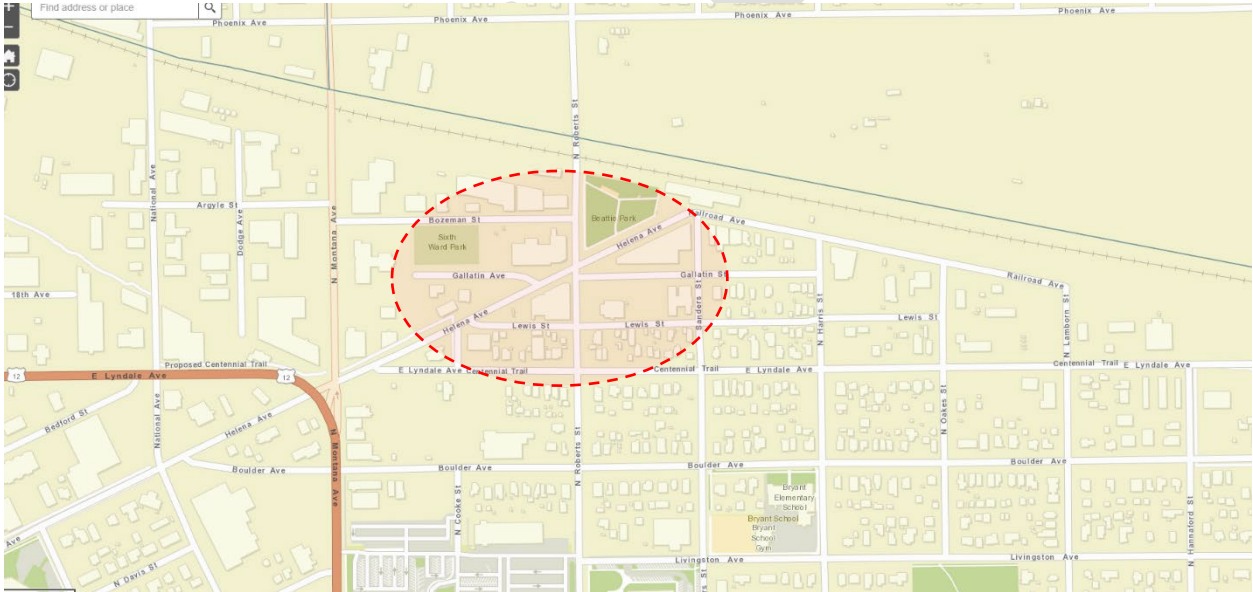 Find address or place
Phoenix Ave
Phoenix Ave
Phoenix Ave
N Roberts St
National Ave
Argyle St
Dodge Ave
N Montana Ave
Bozeman St
Beattie Park
Helena Ave
Railroad Ave
Sixth
Ward Park
Gallatin Ave
Gallatin St
Railroad Ave
18th Ave
Sanders St
N Harris St
N Lamborn St
Helena Ave
Lewis St
Lewis St
Lewis St
Proposed Centennial Trail
12
E Lyndale Ave
12
E Lyndale Ave
Centennial Trail
Centennial Trail
E Lyndale Ave
Centennial Trail
E Lyndale Ave
Bedford St
National Ave
Helena Ave
N Montana Ave
N Roberts St
N Oakes St
Boulder Ave
Boulder Ave
Boulder Ave
Boulder Ave
N Cooke St
Bryant
Elementary
School
Bryant School
Bryant
School
Gym
N Hannaford St
Ave
N Davis St
Livingston Ave
Livingston Ave
rs St